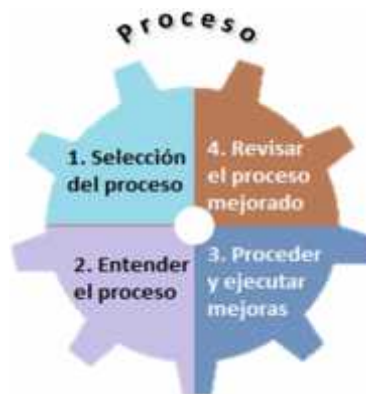 Proceso
1. Selección
del proceso
2. Entender
el proceso
3. Proceder
y ejecutar
mejoras
4. Revisar
el proceso
mejorado